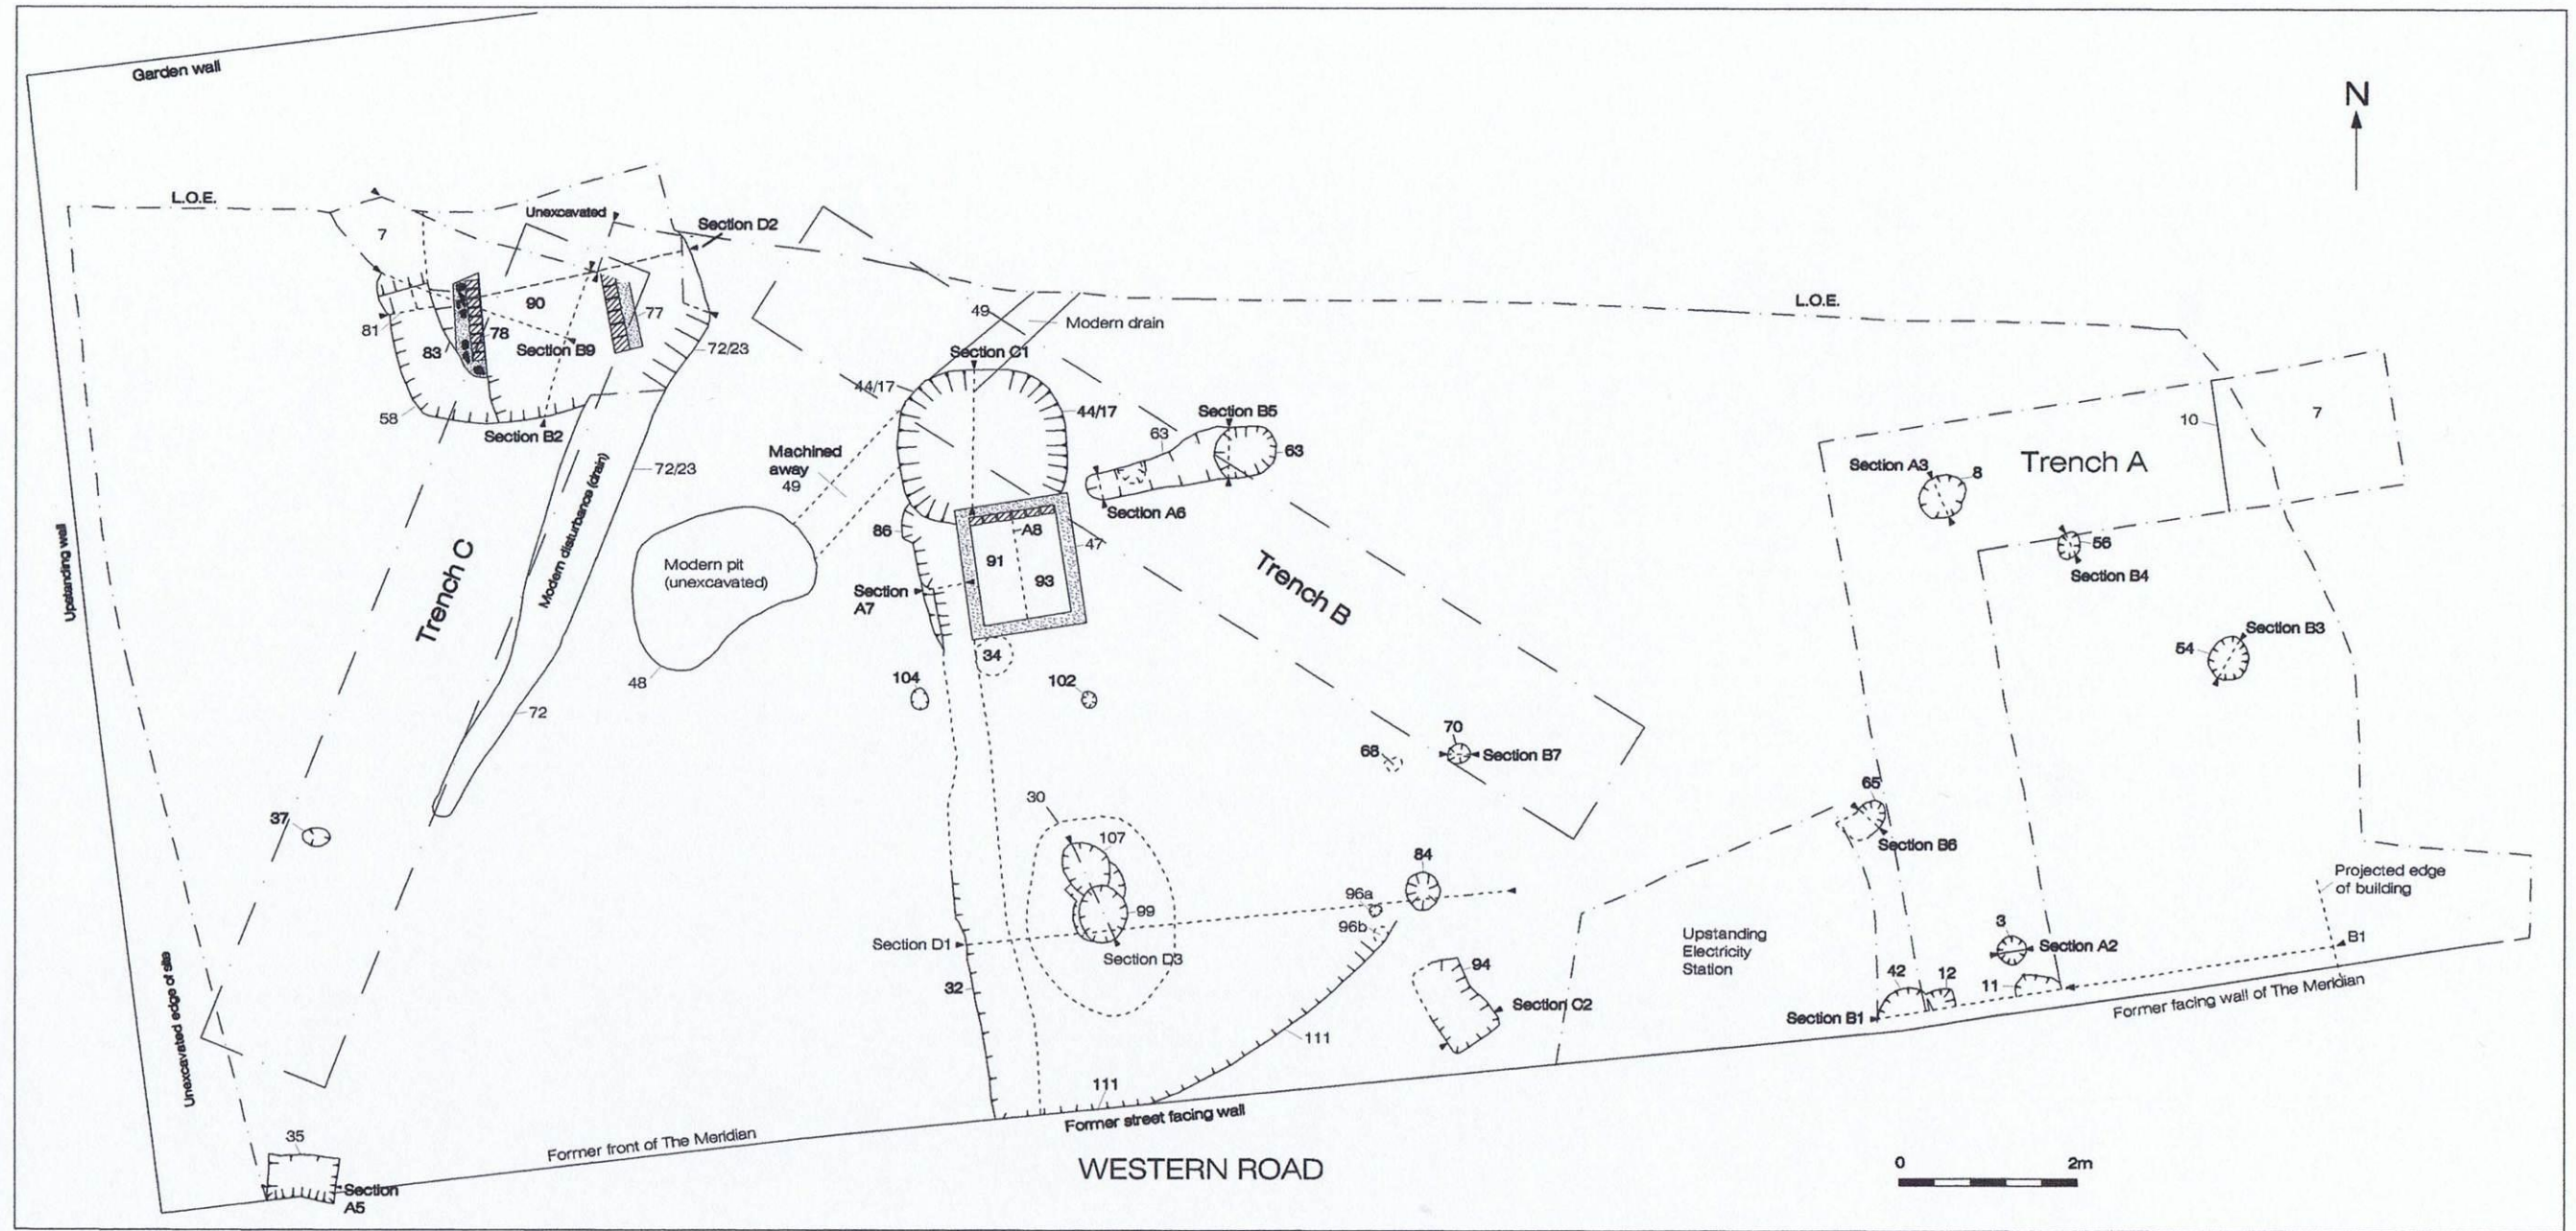 Garden wall
N
L.O.E.
Unexcavated
Section D2
7
49
Modern drain
L.O.E.
90
81
78
77
83
Section B9
72/23
Section C1
44/17
44/17
58
Section B2
Section B5
63
63
10
7
Trench A
Section A3
8
Machined
away
49
72/23
Section A6
Upstanding wall
Trench C
Modern disturbance (drain)
86
A8
47
56
Section B4
Modern pit
(unexcavated)
91
93
Trench B
Section
A7
Section B3
54
34
48
104
102
72
70
68
Section B7
65
30
37
107
Section B6
84
Projected edge
of building
96a
99
96b
3
Upstanding
Electricity
Station
Section A2
B1
Section D1
Section D3
94
42
12
11
32
Section C2
Section B1
Former facing wall of The Meridian
Unexcavated edge of site
111
111
Former street facing wall
35
Former front of The Meridian
WESTERN ROAD
0
2m
Section
A5